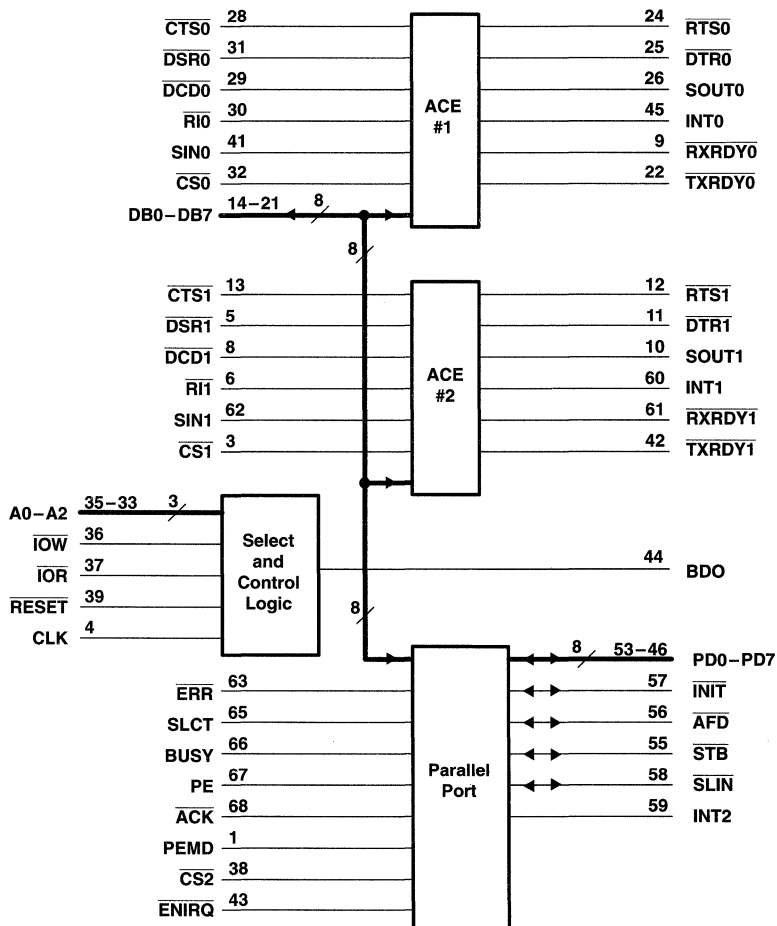 CTS0 28 24 RTS0
DSR0 31 25 DTR0
DCD0 29 26 SOUT0
ACE
#1
RI0 30 45 INT0
SIN0 41 9 RXRDY0
CS0 32 22 TXRDY0
DB0–DB7 14–21 8
8
CTS1 13 12 RTS1
DSR1 5 11 DTR1
DCD1 8 10 SOUT1
ACE
#2
RI1 6 60 INT1
SIN1 62 61 RXRDY1
CS1 3 42 TXRDY1
A0–A2 35–33 3
IOW 36
IOR 37
RESET 39
CLK 4
Select
and
Control
Logic
44 BDO
8
8 53–46 PD0–PD7
ERR 63 57 INIT
SLCT 65 56 AFD
BUSY 66 55 STB
Parallel
Port
PE 67 58 SLIN
ACK 68 59 INT2
PEMD 1
CS2 38
ENIRQ 43